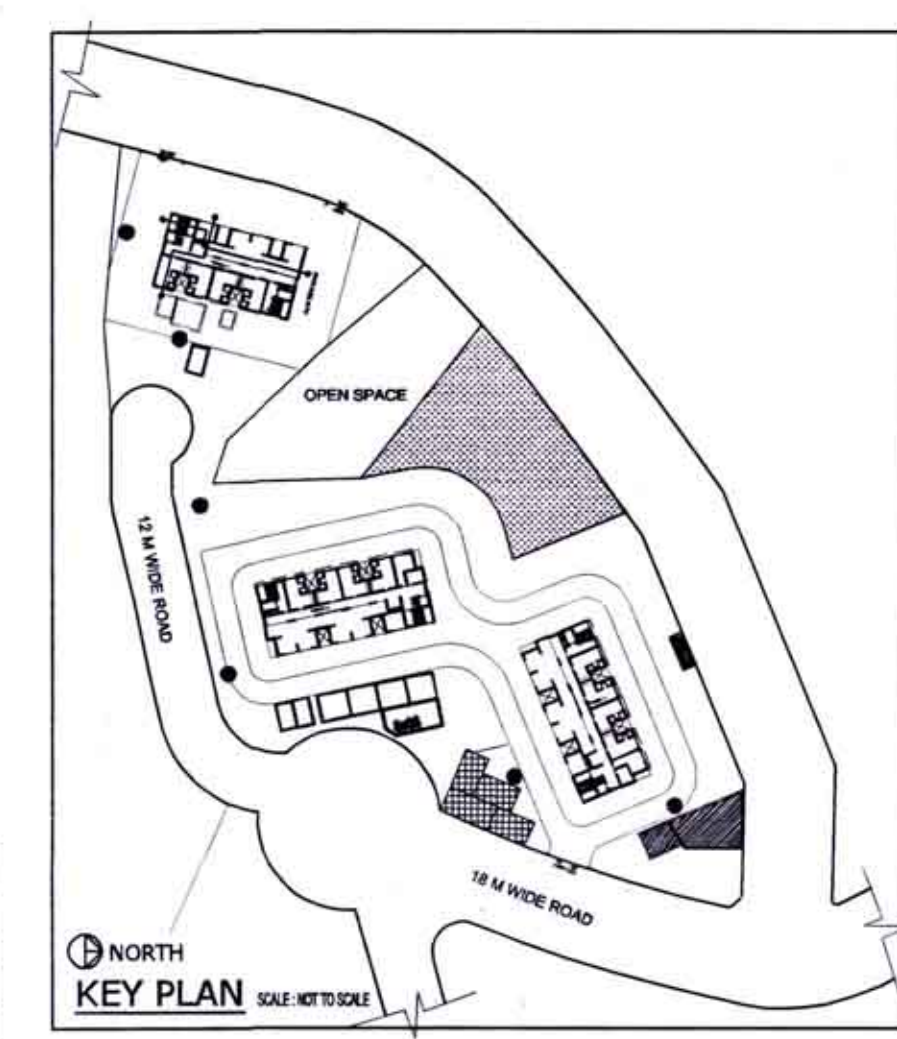 OPEN SPACE
12 M WIDE ROAD
18 M WIDE ROAD
NORTH
KEY PLAN SCALE : NOT TO SCALE